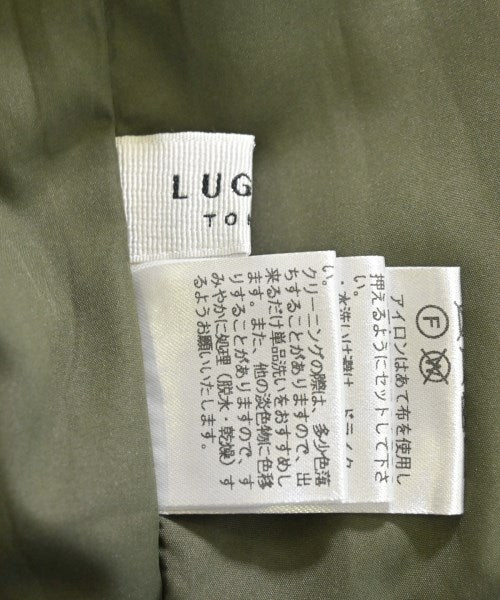 LUG
TO
アイロンはあて布を使用し
押えるようにセットして下さ
い。
・水洗いは避け
い。
クリーニングの際は、多少色落
ちすることがありますので、出
来るだけ単品洗いをおすすめし
ます。また、他の淡色物に色移
りすることがありますので、す
みやかに処理（脱水・乾燥）す
るようお願いいたします。
F W